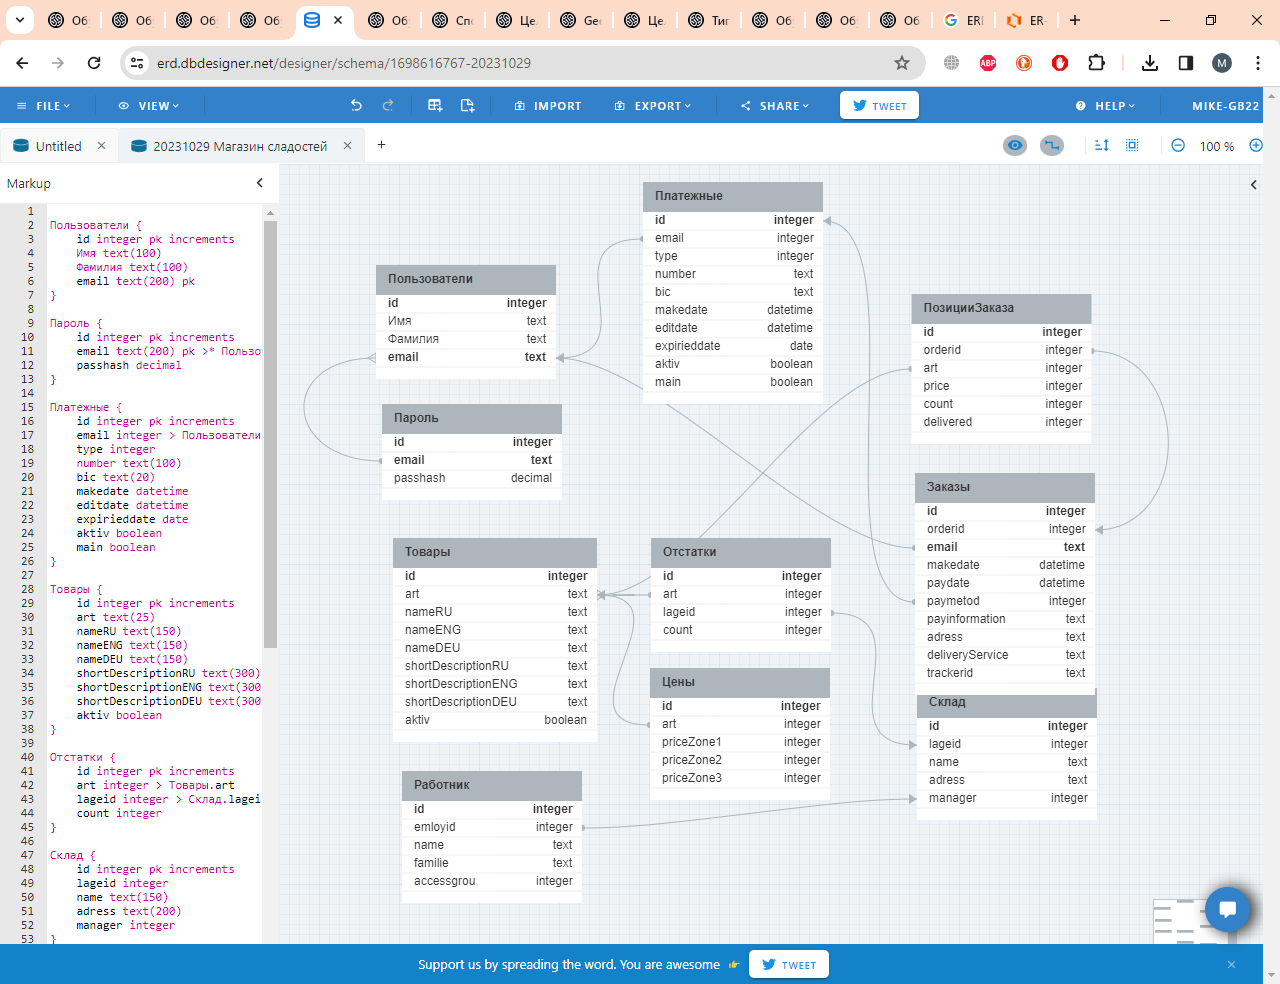 Об
Об
Об
Об
Об
Спо
Це
Gec
Це
Тип
Об
Об
Об
ERI
ER-
erd.dbdesigner.net/designer/schema/1698616767-20231029
ABP
M
FILE
VIEW
IMPORT
EXPORT
SHARE
TWEET
HELP
MIKE-GB22
Untitled
20231029 Магазин сладостей
100 %
Markup
1
2 Пользователи {
3 id integer pk increments
4 Имя text(100)
5 Фамилия text(100)
6 email text(200) pk
7 }
8
9 Пароль {
10 id integer pk increments
11 email text(200) pk >* Пользо
12 passhash decimal
13 }
14
15 Платежные {
16 id integer pk increments
17 email integer > Пользователи
18 type integer
19 number text(100)
20 bic text(20)
21 makedate datetime
22 editdate datetime
23 expirieddate date
24 aktiv boolean
25 main boolean
26 }
27
28 Товары {
29 id integer pk increments
30 art text(25)
31 nameRU text(150)
32 nameENG text(150)
33 nameDEU text(150)
34 shortDescriptionRU text(300)
35 shortDescriptionENG text(300
36 shortDescriptionDEU text(300
37 aktiv boolean
38 }
39
40 Отстатки {
41 id integer pk increments
42 art integer > Товары.art
43 lageid integer > Склад.lagei
44 count integer
45 }
46
47 Склад {
48 id integer pk increments
49 lageid integer
50 name text(150)
51 adress text(200)
52 manager integer
53 }
Платежные
id integer
email integer
type integer
number text
bic text
makedate datetime
editdate datetime
expirieddate date
aktiv boolean
main boolean
Пользователи
id integer
Имя text
Фамилия text
email text
ПозицииЗаказа
id integer
orderid integer
art integer
price integer
count integer
delivered integer
Пароль
id integer
email text
passhash decimal
Заказы
id integer
orderid integer
email text
makedate datetime
paydate datetime
paymetod integer
payinformation text
adress text
deliveryService text
trackerid text
Товары
id integer
art text
nameRU text
nameENG text
nameDEU text
shortDescriptionRU text
shortDescriptionENG text
shortDescriptionDEU text
aktiv boolean
Отстатки
id integer
art integer
lageid integer
count integer
Цены
id integer
art integer
priceZone1 integer
priceZone2 integer
priceZone3 integer
Склад
id integer
lageid integer
name text
adress text
manager integer
Работник
id integer
emloyid integer
name text
familie text
accessgrou integer
Support us by spreading the word. You are awesome
TWEET